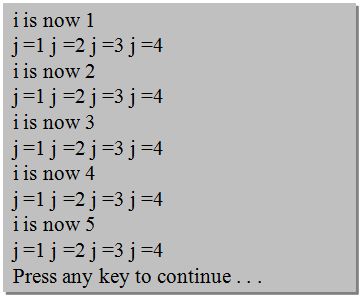 i is now 1
j =1 j =2 j =3 j =4
i is now 2
j =1 j =2 j =3 j =4
i is now 3
j =1 j =2 j =3 j =4
i is now 4
j =1 j =2 j =3 j =4
i is now 5
j =1 j =2 j =3 j =4
Press any key to continue . . .